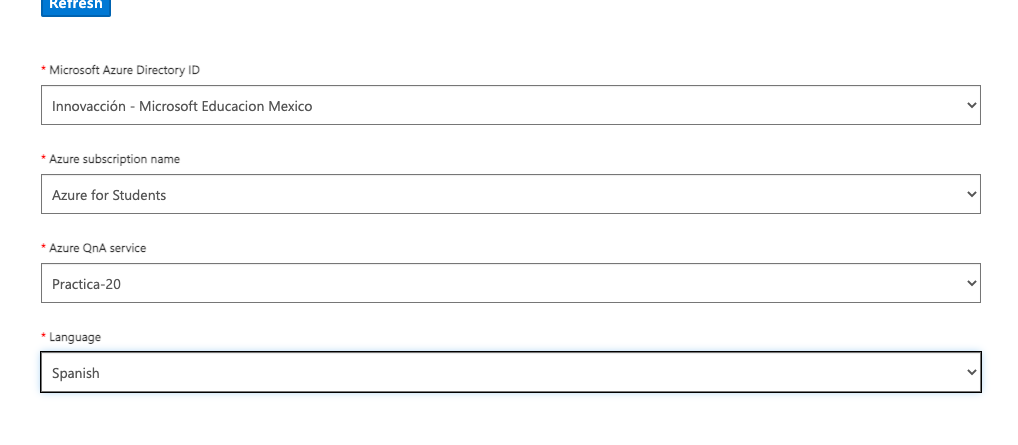 Refresh
* Microsoft Azure Directory ID
Innovacción - Microsoft Educacion Mexico
* Azure subscription name
Azure for Students
* Azure QnA service
Practica-20
* Language
Spanish